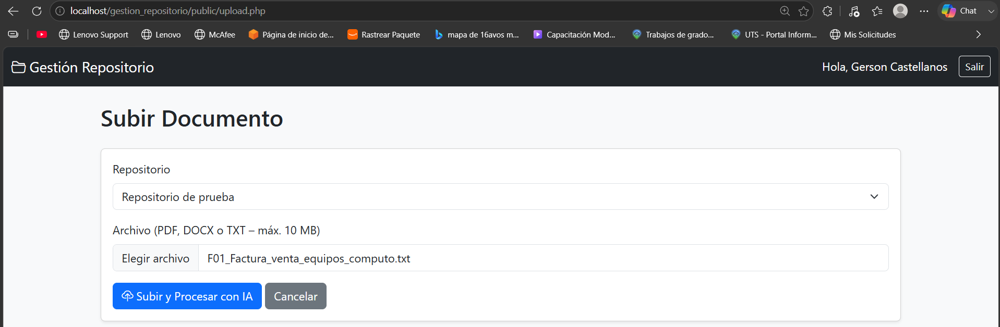 localhost/gestion_repositorio/public/upload.php
Chat
Lenovo Support
Lenovo
McAfee
Página de inicio de...
Rastrear Paquete
mapa de 16avos m...
Capacitación Mod...
Trabajos de grado...
UTS - Portal Inform...
Mis Solicitudes
Gestión Repositorio
Hola, Gerson Castellanos
Salir
Subir Documento
Repositorio
Repositorio de prueba
Archivo (PDF, DOCX o TXT – máx. 10 MB)
Elegir archivo
F01_Factura_venta_equipos_computo.txt
Subir y Procesar con IA
Cancelar